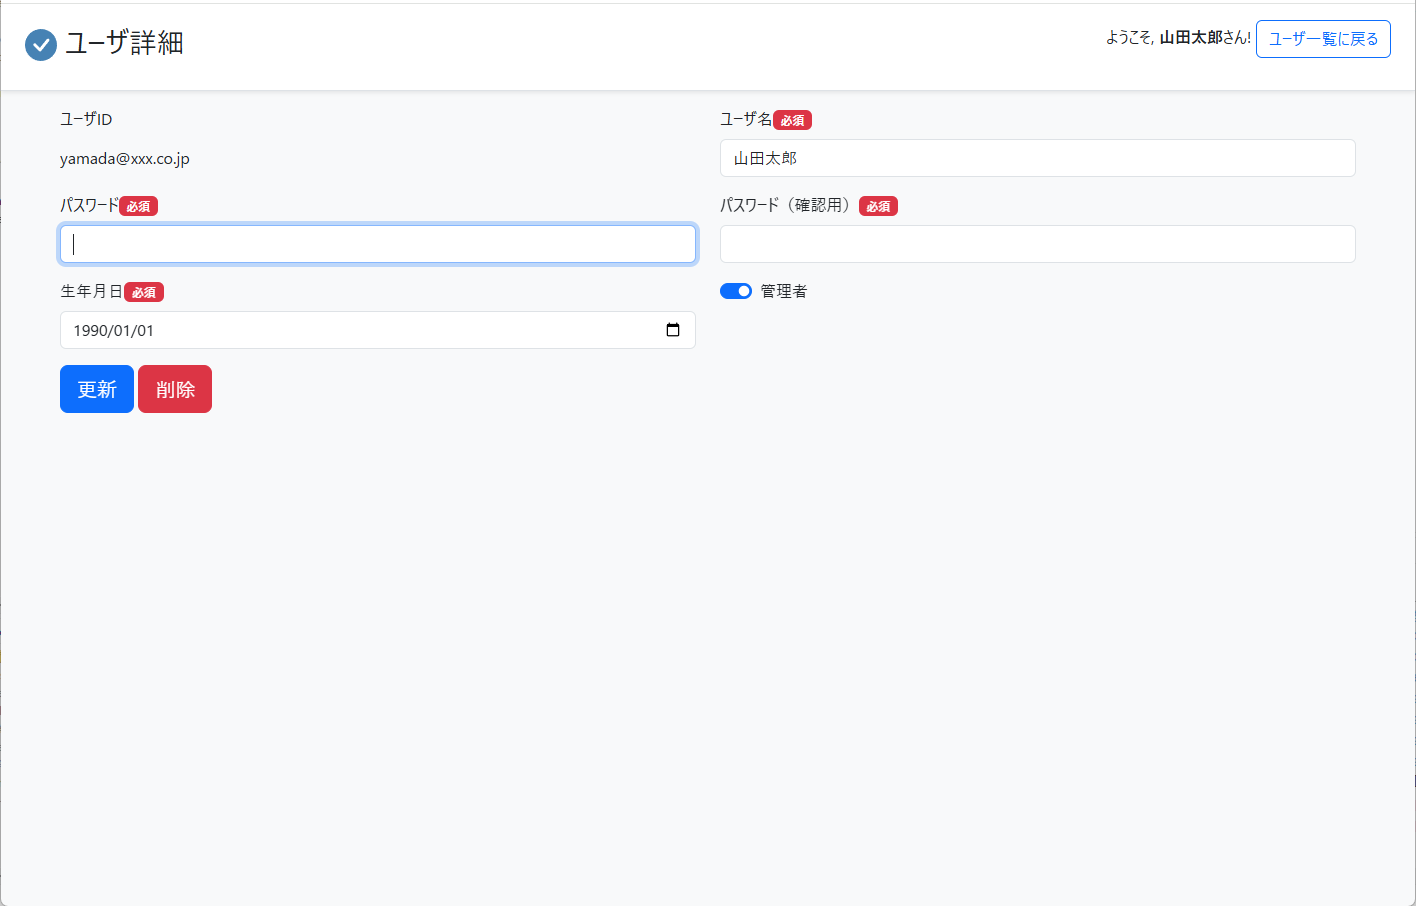 ユーザ詳細
ようこそ, 山田太郎さん! ユーザ一覧に戻る
ユーザID
yamada@xxx.co.jp
ユーザ名 必須
山田太郎
パスワード 必須
パスワード（確認用） 必須
生年月日 必須
1990/01/01
管理者
更新 削除